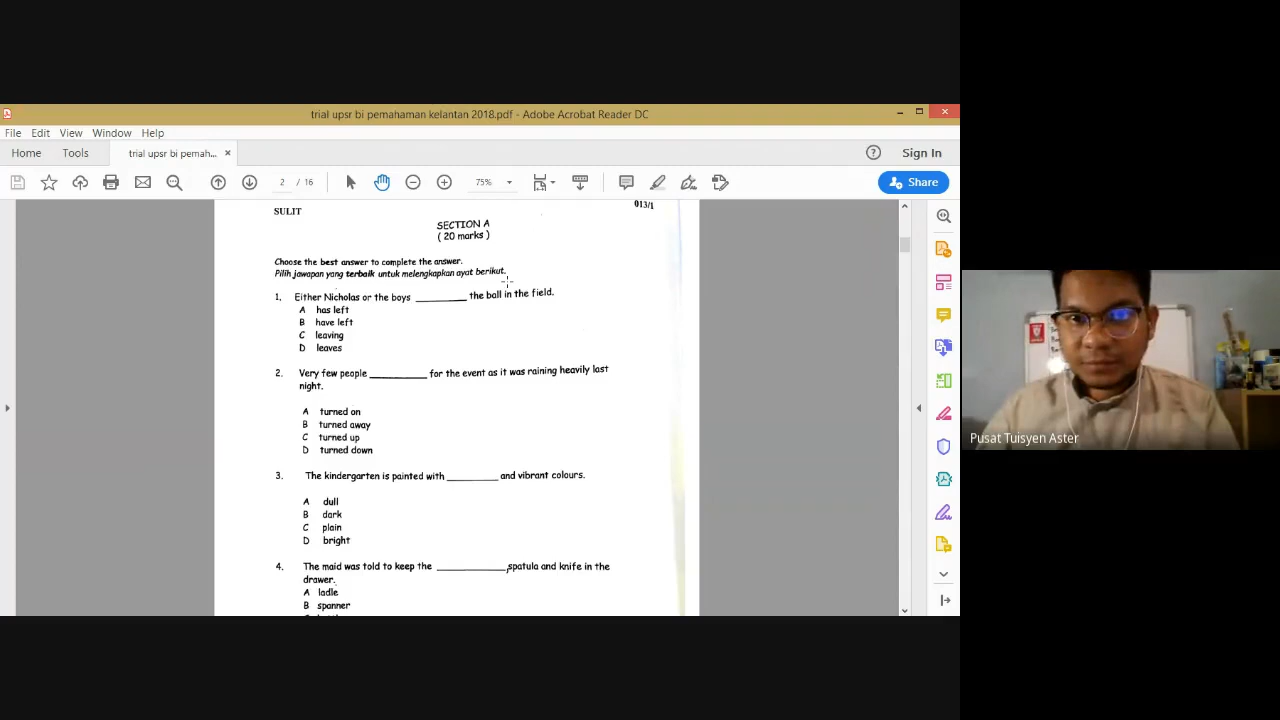 trial upsr bi pemahaman kelantan 2018.pdf - Adobe Acrobat Reader DC
File Edit View Window Help
Home Tools trial upsr bi pemah... × Sign In
2 / 16 75% Share
SULIT 013/1
SECTION A
( 20 marks )
Choose the best answer to complete the answer.
Pilih jawapan yang terbaik untuk melengkapkan ayat berikut.
1. Either Nicholas or the boys _________ the ball in the field.
A has left
B have left
C leaving
D leaves
2. Very few people __________ for the event as it was raining heavily last
night.
A turned on
B turned away
C turned up
D turned down
3. The kindergarten is painted with _________ and vibrant colours.
A dull
B dark
C plain
D bright
4. The maid was told to keep the ____________, spatula and knife in the
drawer.
A ladle
B spanner
Pusat Tuisyen Aster